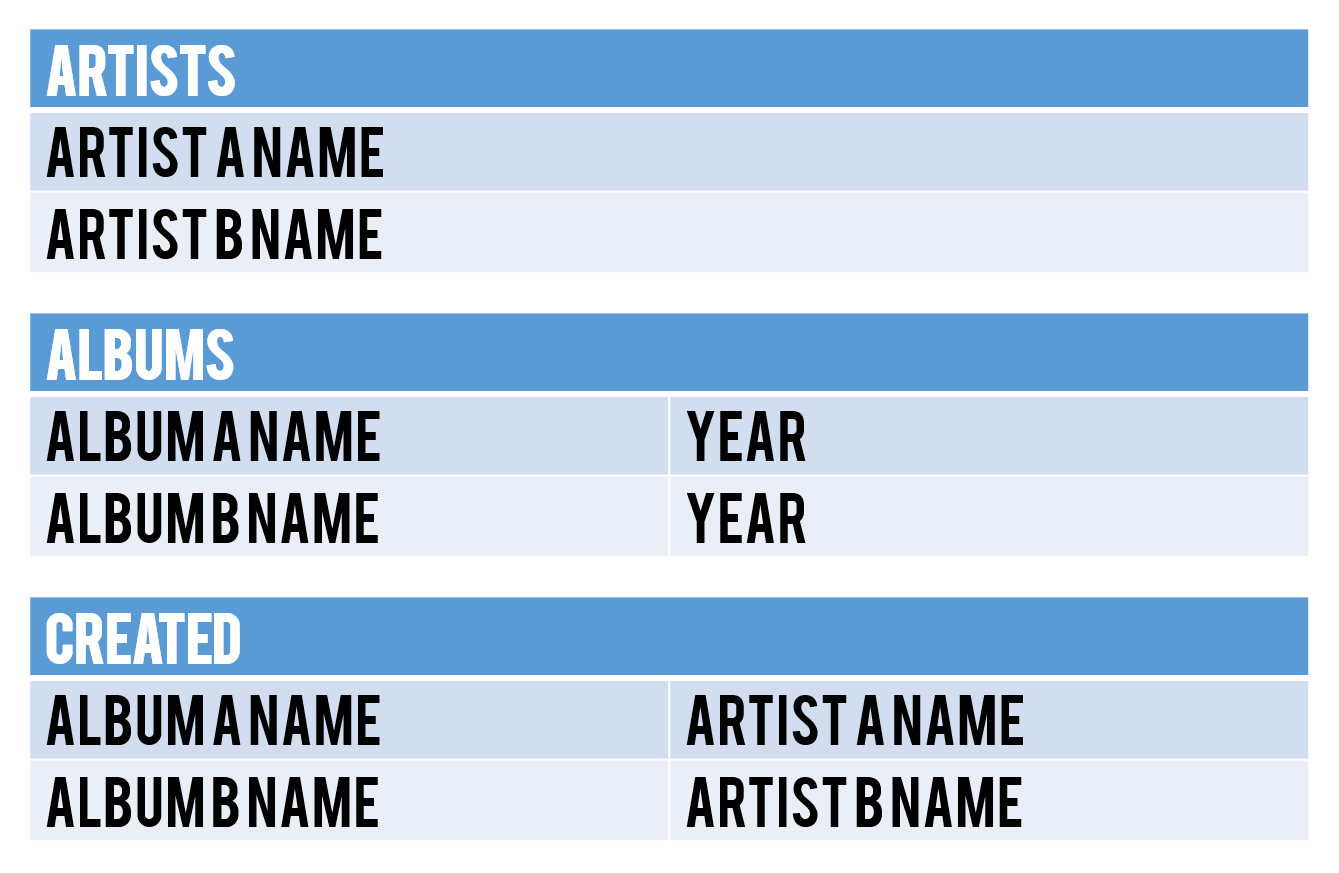 ARTISTS
ARTIST A NAME
ARTIST B NAME
ALBUMS
ALBUM A NAME YEAR
ALBUM B NAME YEAR
CREATED
ALBUM A NAME ARTIST A NAME
ALBUM B NAME ARTIST B NAME